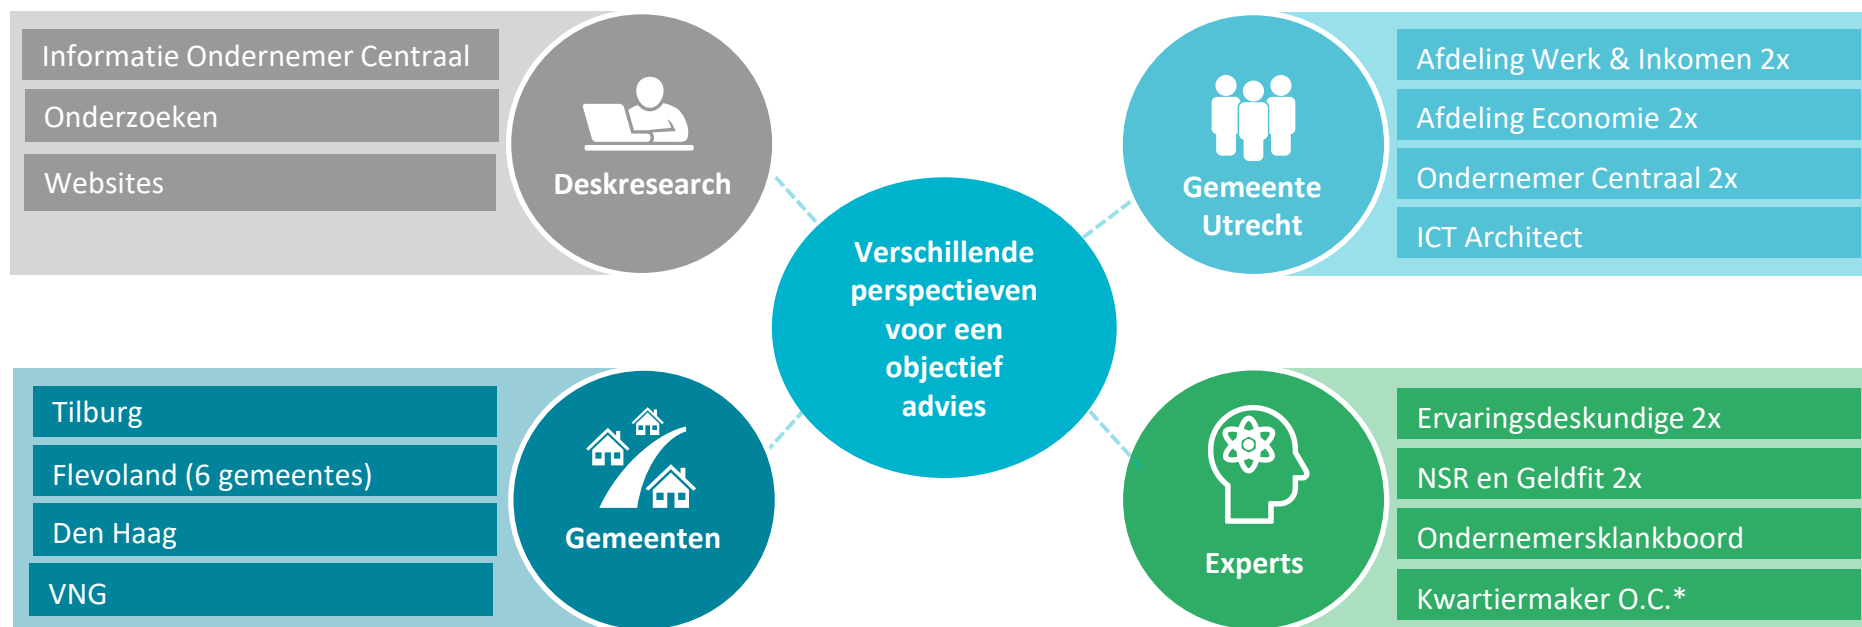 Informatie Ondernemer Centraal
Onderzoeken
Websites
Deskresearch
Gemeente
Utrecht
Afdeling Werk & Inkomen 2x
Afdeling Economie 2x
Ondernemer Centraal 2x
ICT Architect
Verschillende
perspectieven
voor een
objectief
advies
Tilburg
Flevoland (6 gemeentes)
Den Haag
VNG
Gemeenten
Experts
Ervaringsdeskundige 2x
NSR en Geldfit 2x
Ondernemersklankboord
Kwartiermaker O.C.*